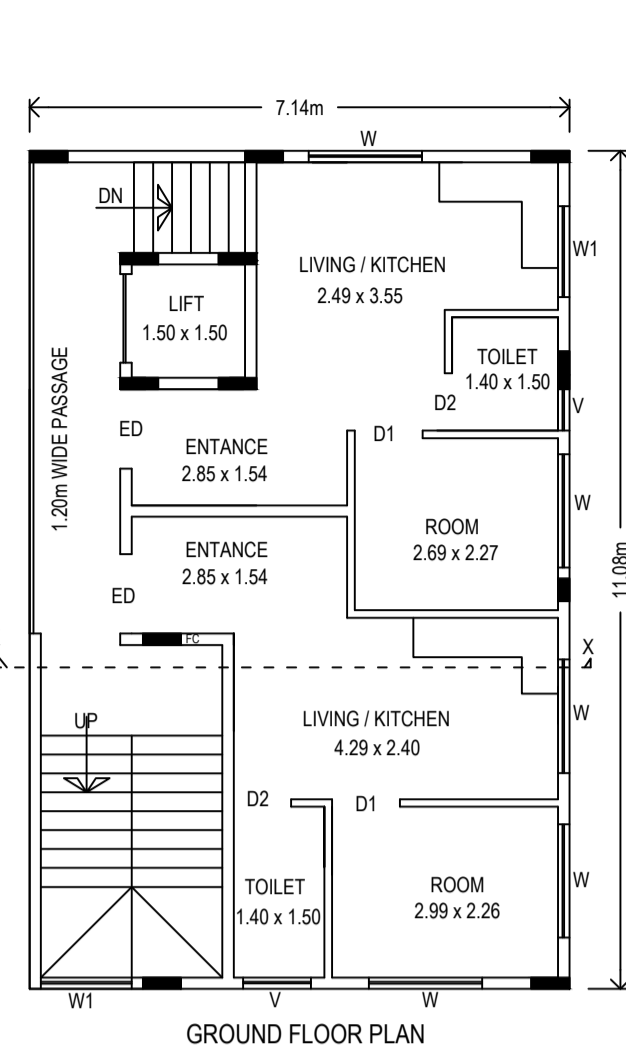 7.14m
W
DN
W1
LIVING / KITCHEN
2.49 x 3.55
LIFT
1.50 x 1.50
TOILET
1.40 x 1.50
D2
V
1.20m WIDE PASSAGE
ED
D1
ENTANCE
2.85 x 1.54
W
ROOM
2.69 x 2.27
ENTANCE
2.85 x 1.54
11.08m
ED
FC
X
UP
LIVING / KITCHEN
4.29 x 2.40
W
D2
D1
TOILET
1.40 x 1.50
ROOM
2.99 x 2.26
W
W1
V
W
GROUND FLOOR PLAN